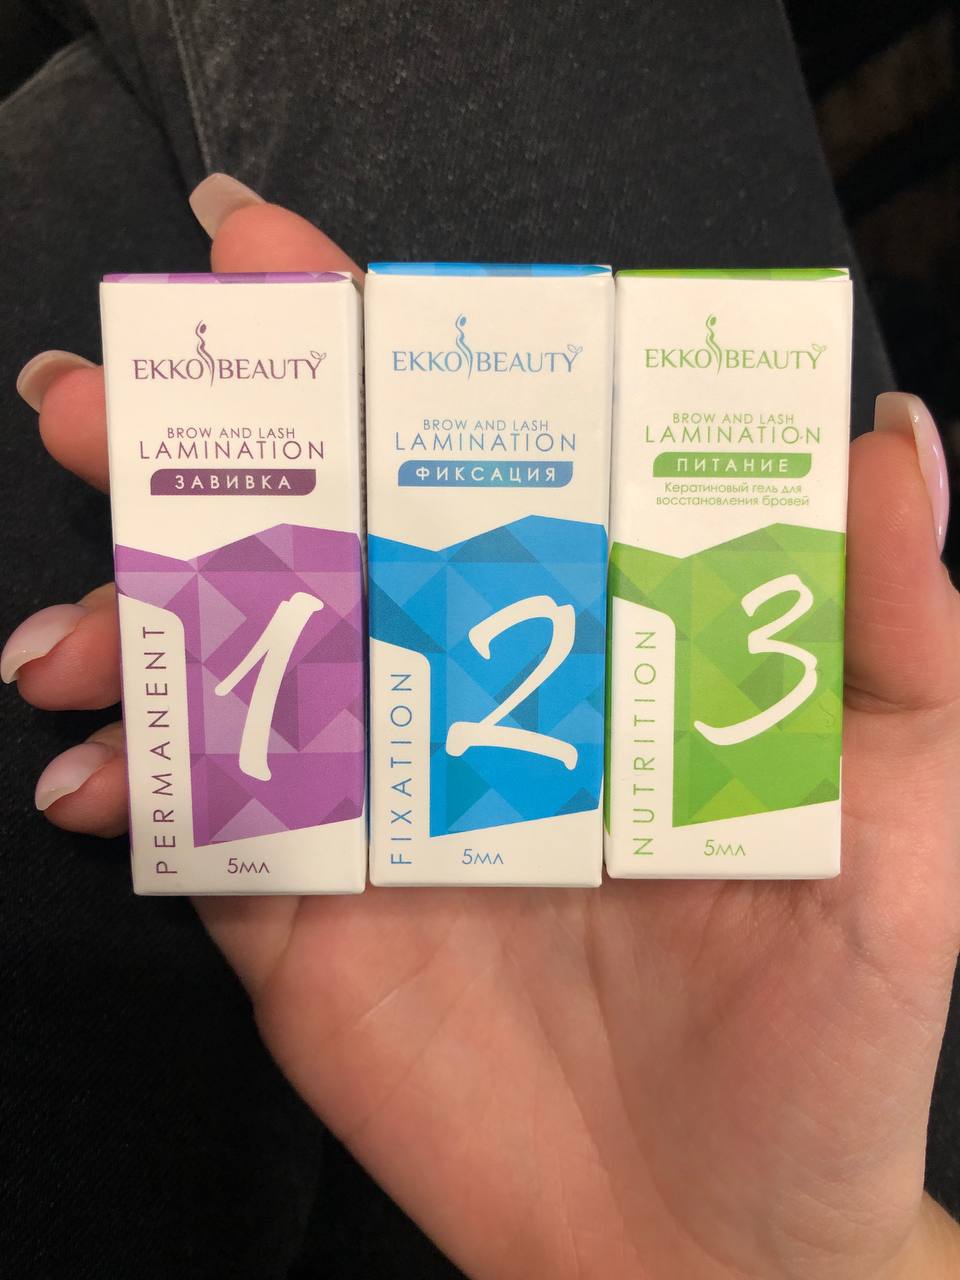 EKKO BEAUTY
BROW AND LASH
LAMINATION
ЗАВИВКА
PERMANENT
1
5мл
EKKO BEAUTY
BROW AND LASH
LAMINATION
ФИКСАЦИЯ
FIXATION
2
5мл
EKKO BEAUTY
BROW AND LASH
LAMINATION
ПИТАНИЕ
Кератиновый гель для
восстановления бровей
NUTRITION
3
5мл